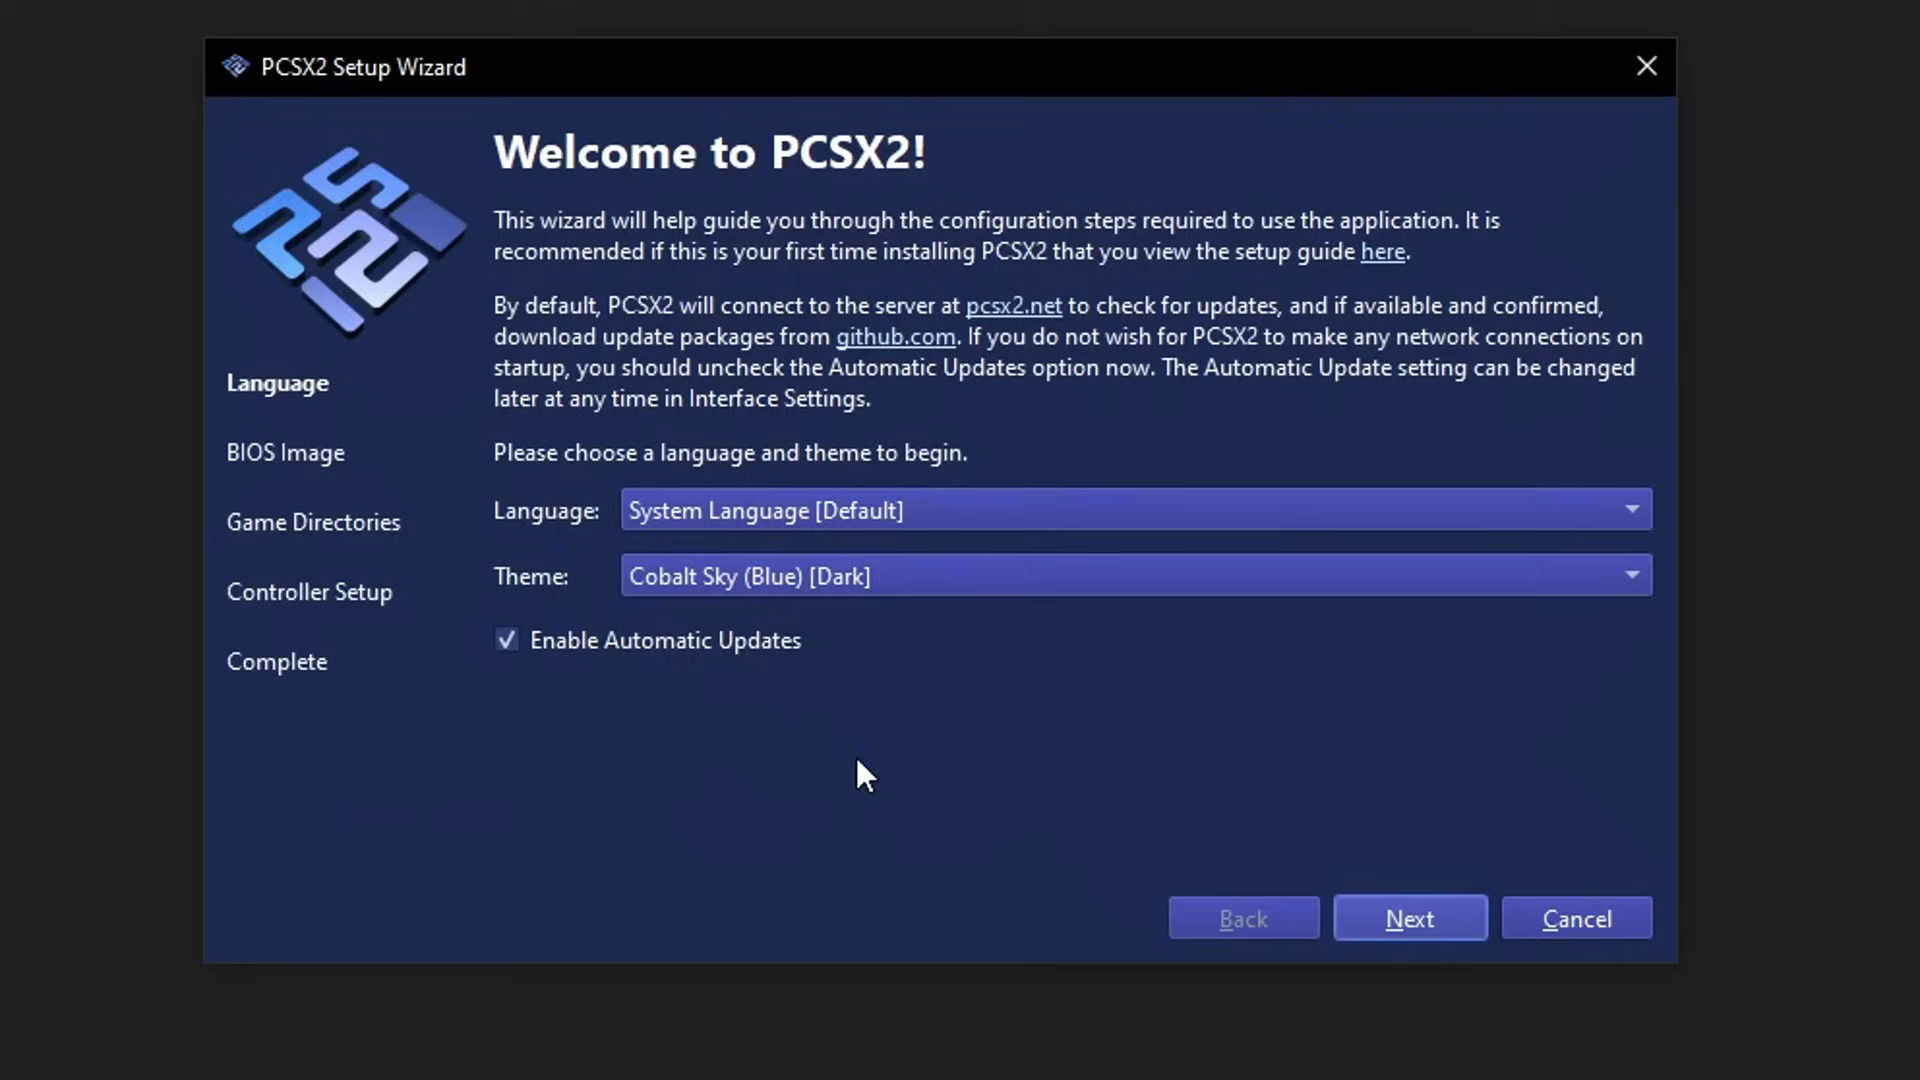 PCSX2 Setup Wizard
Welcome to PCSX2!
This wizard will help guide you through the configuration steps required to use the application. It is
recommended if this is your first time installing PCSX2 that you view the setup guide here.
By default, PCSX2 will connect to the server at pcsx2.net to check for updates, and if available and confirmed,
download update packages from github.com. If you do not wish for PCSX2 to make any network connections on
startup, you should uncheck the Automatic Updates option now. The Automatic Update setting can be changed
later at any time in Interface Settings.
Please choose a language and theme to begin.
Language: System Language [Default]
Theme: Cobalt Sky (Blue) [Dark]
Enable Automatic Updates
Language
BIOS Image
Game Directories
Controller Setup
Complete
Back Next Cancel